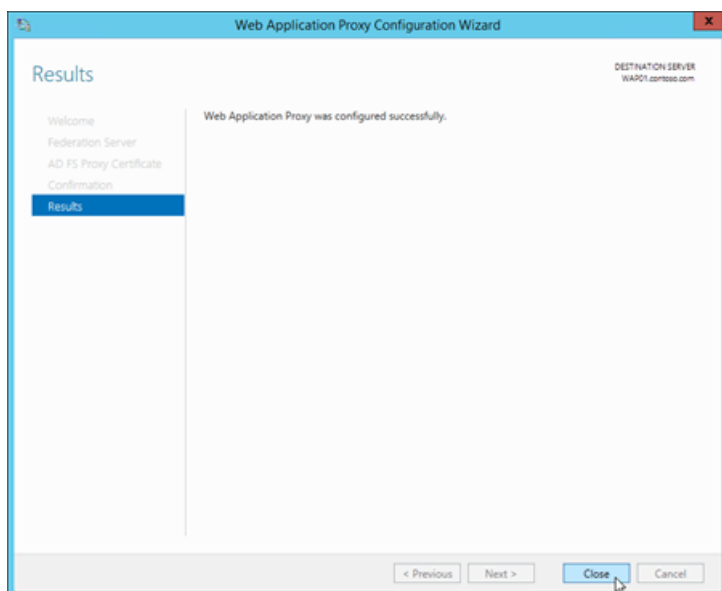 Web Application Proxy Configuration Wizard
x
Results
DESTINATION SERVER
WAP01.contoso.com
Welcome
Federation Server
AD FS Proxy Certificate
Confirmation
Results
Web Application Proxy was configured successfully.
< Previous
Next >
Close
Cancel